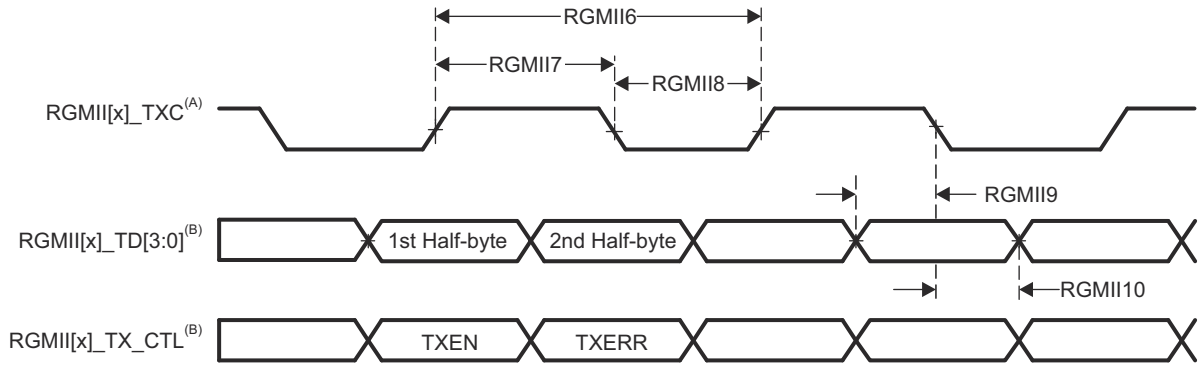 RGMII6
RGMII7
RGMII8
RGMII[x]_TXC(A)
RGMII9
RGMII[x]_TD[3:0](B)
1st Half-byte
2nd Half-byte
RGMII10
RGMII[x]_TX_CTL(B)
TXEN
TXERR